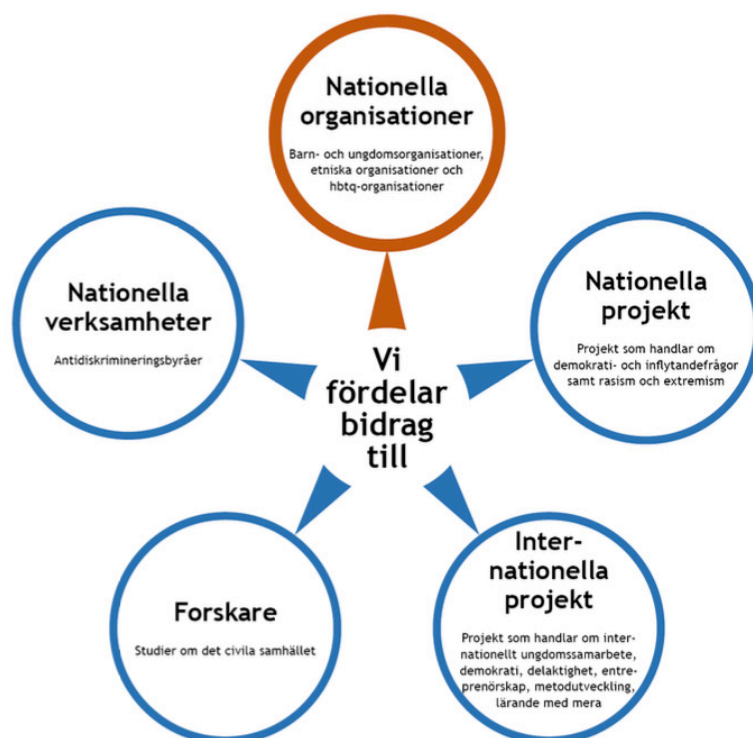 Nationella
organisationer
Barn- och ungdomsorganisationer,
etniska organisationer och
hbtq-organisationer
Nationella
verksamheter
Antidiskrimineringsbyråer
Nationella
projekt
Projekt som handlar om
demokrati- och inflytandefrågor
samt rasism och extremism
Vi
fördelar
bidrag
till
Forskare
Studier om det civila samhället
Inter-
nationella
projekt
Projekt som handlar om inter-
nationellt ungdomssamarbete,
demokrati, delaktighet, entre-
prenörskap, metodutveckling,
lärande med mera